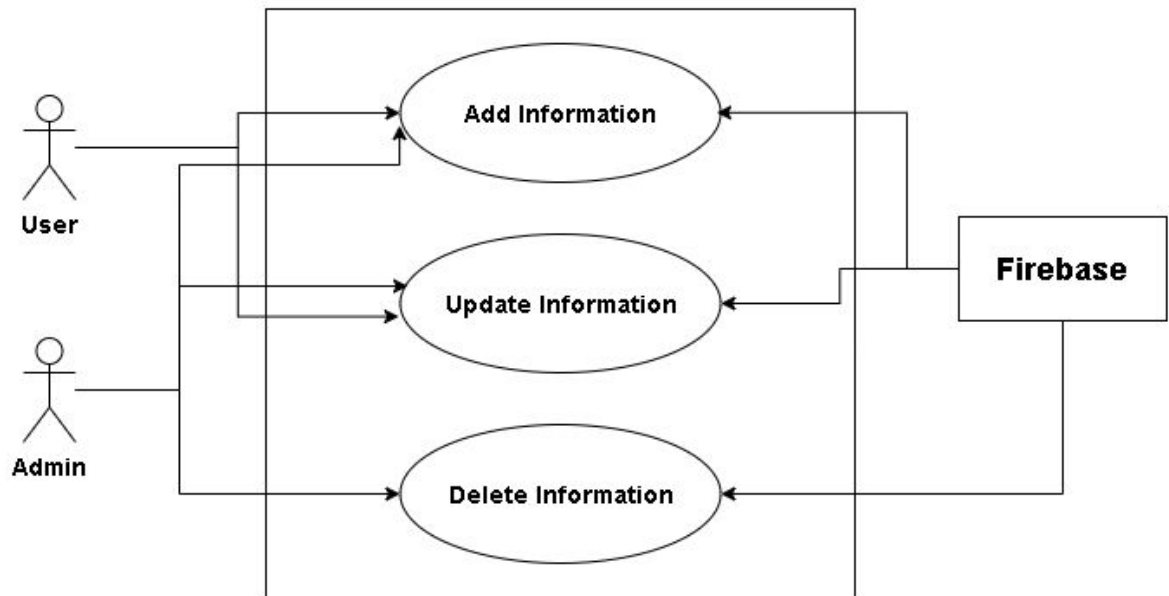 Add Information
User
Update Information
Firebase
Admin
Delete Information